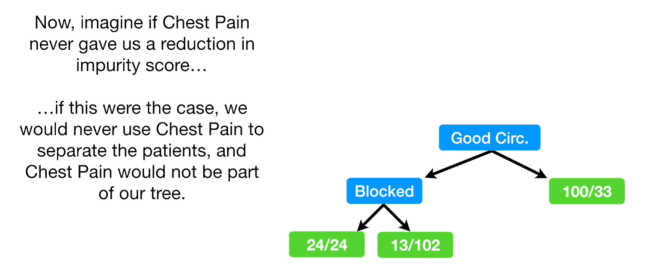 Now, imagine if Chest Pain
never gave us a reduction in
impurity score…
…if this were the case, we
would never use Chest Pain to
separate the patients, and
Chest Pain would not be part
of our tree.
Good Circ.
Blocked
100/33
24/24
13/102